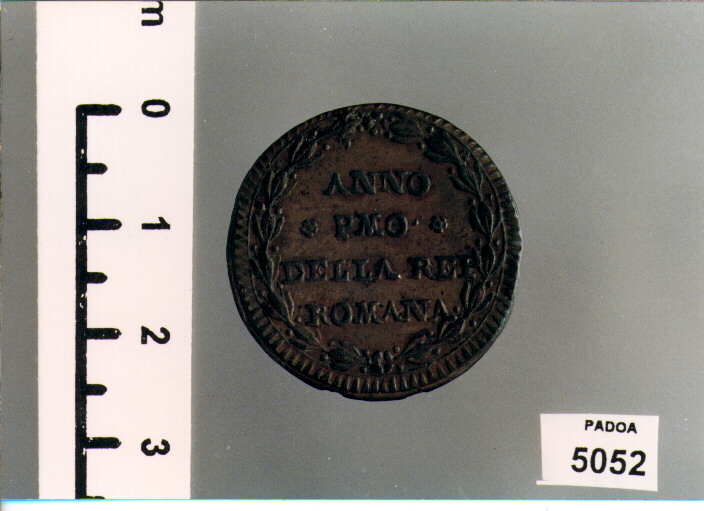 m
0
1
2
3
ANNO
* PMO *
DELLA REP
ROMANA
PADOA
5052